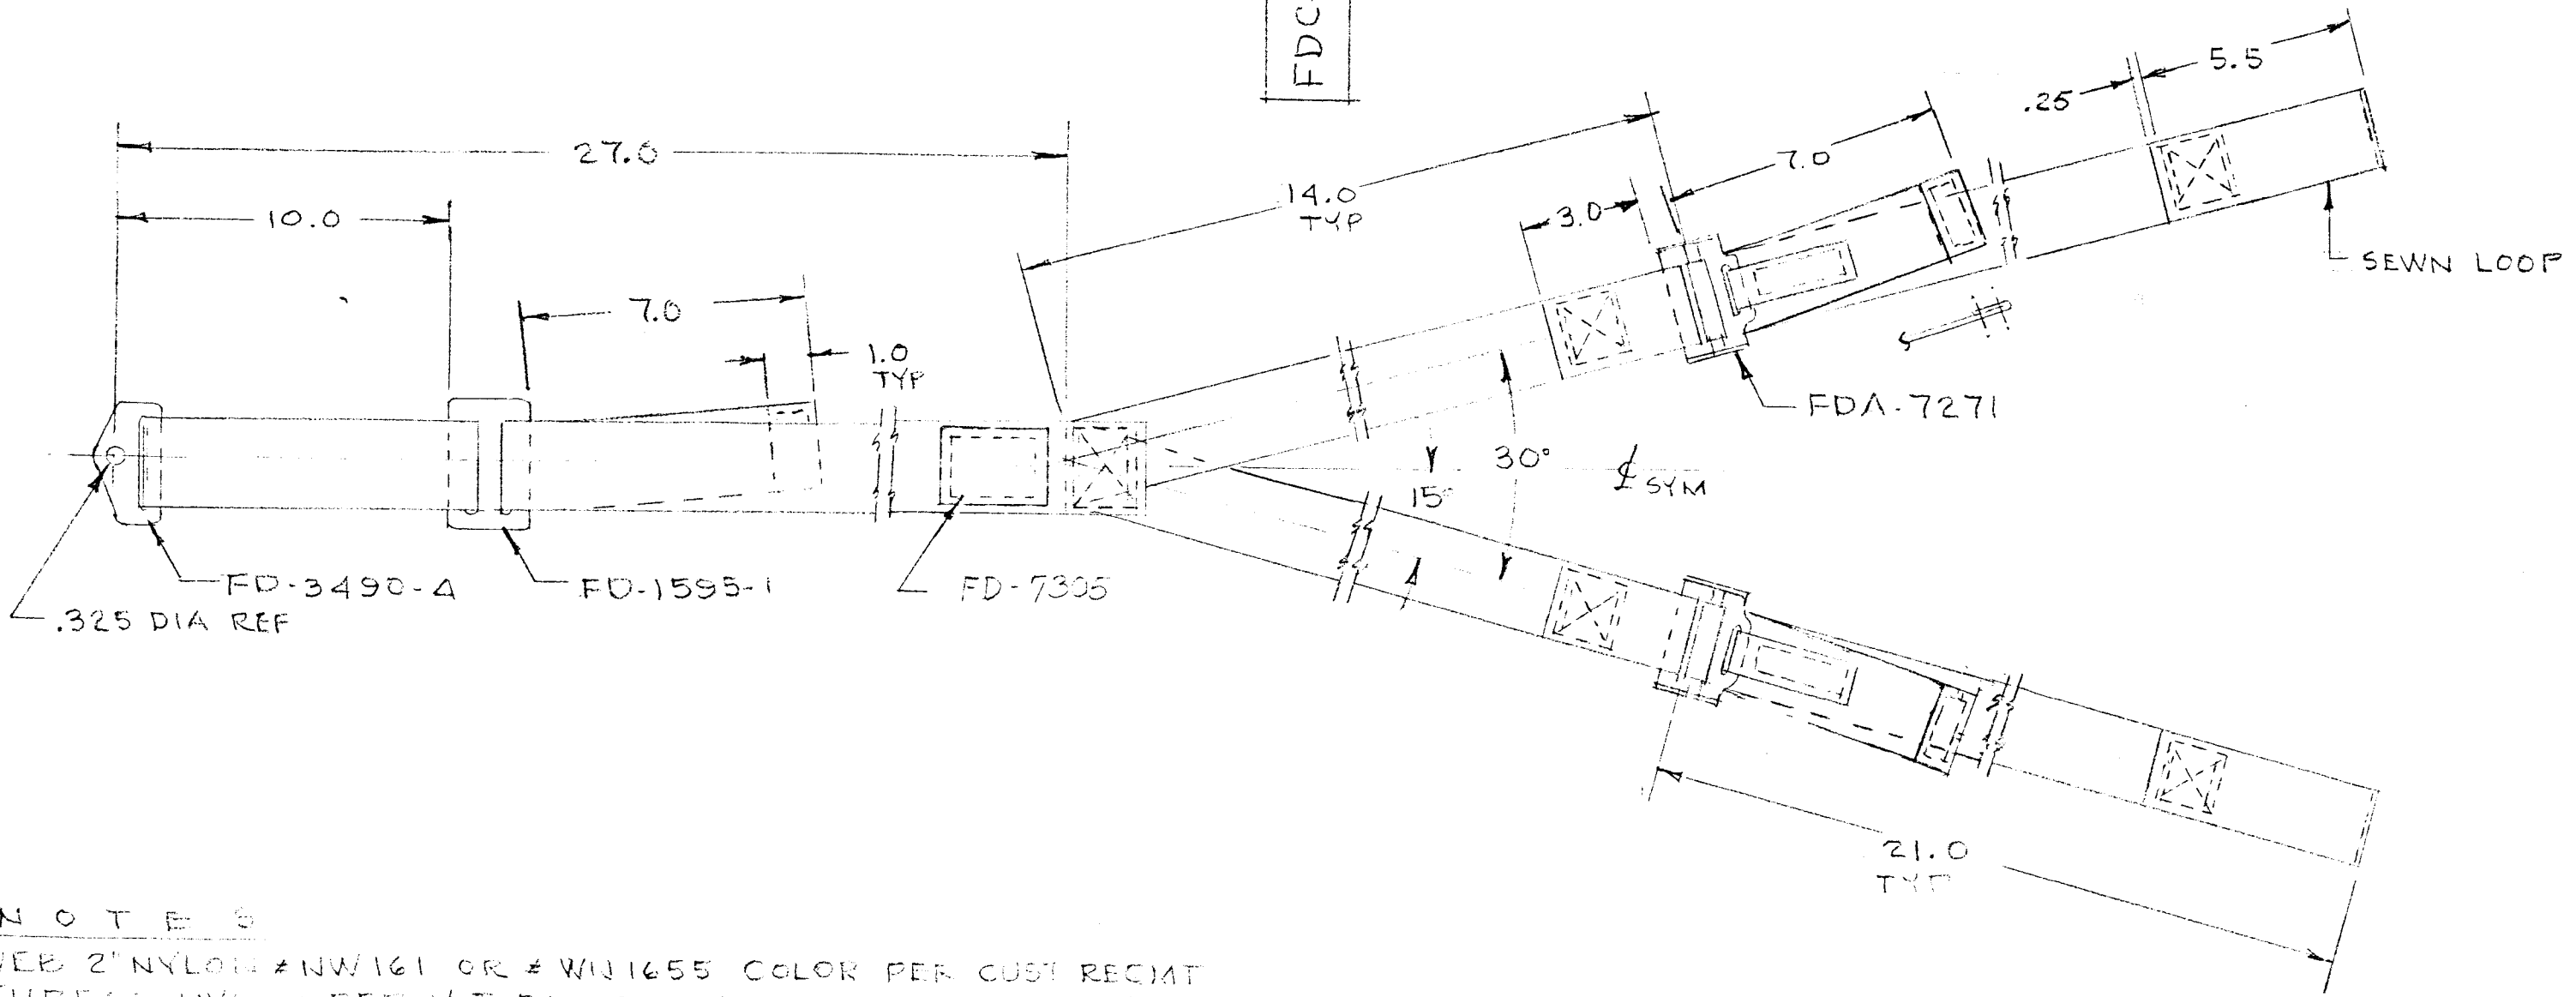 FDC
5.5
.25
27.0
7.0
14.0
TYP
10.0
3.0
SEWN LOOP
7.0
1.0
TYP
FDA-7271
30°
15°
℄ SYM
FD-3490-A
FD-1595-1
FD-7305
.325 DIA REF
21.0
TYP
NOTES
WEB 2" NYLON #NW161 OR # WN1655 COLOR PER CUST REQMT